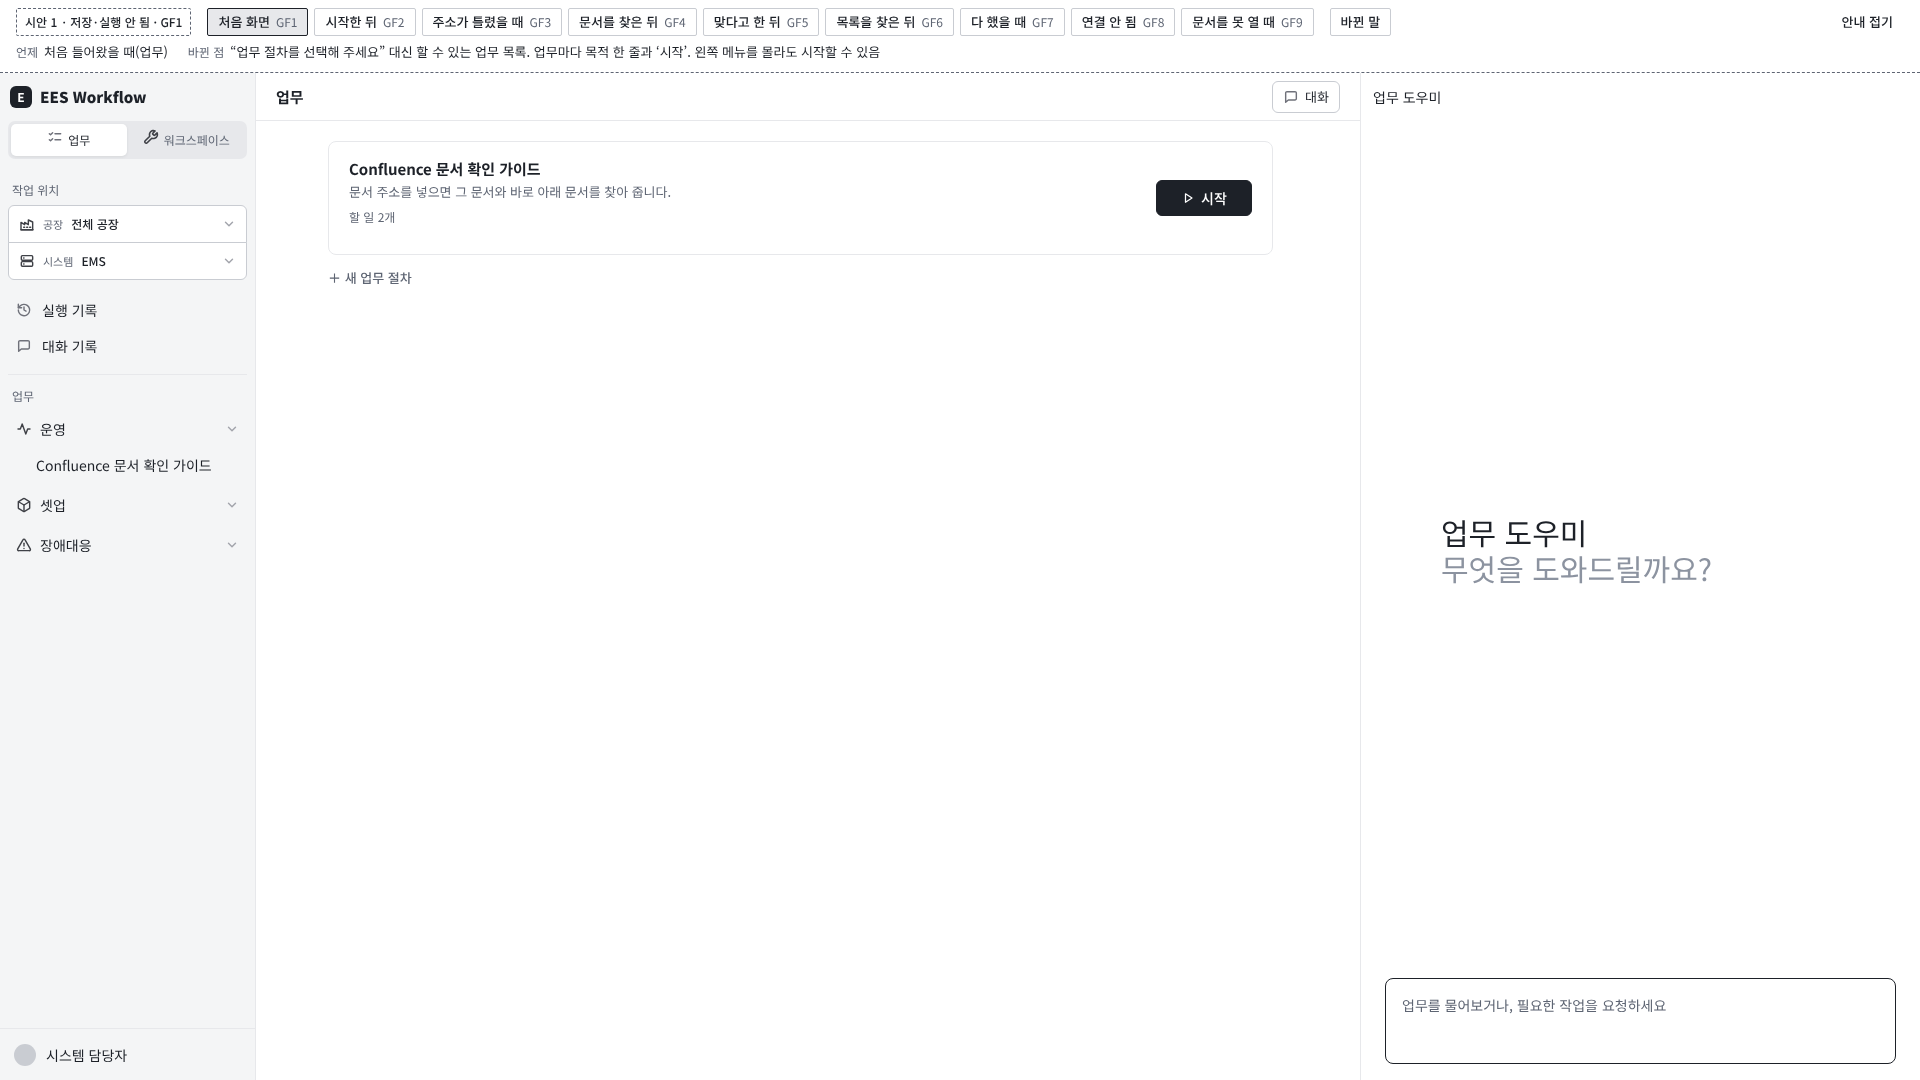 시안 1 · 저장·실행 안 됨 · GF1
처음 화면 GF1
시작한 뒤 GF2
주소가 틀렸을 때 GF3
문서를 찾은 뒤 GF4
맞다고 한 뒤 GF5
목록을 찾은 뒤 GF6
다 했을 때 GF7
연결 안 됨 GF8
문서를 못 열 때 GF9
바뀐 말
안내 접기
언제 처음 들어왔을 때(업무) 바뀐 점 “업무 절차를 선택해 주세요” 대신 할 수 있는 업무 목록. 업무마다 목적 한 줄과 ‘시작’. 왼쪽 메뉴를 몰라도 시작할 수 있음
E EES Workflow
업무
워크스페이스
작업 위치
공장 전체 공장
시스템 EMS
실행 기록
대화 기록
업무
운영
Confluence 문서 확인 가이드
셋업
장애대응
시스템 담당자
업무
대화
Confluence 문서 확인 가이드
문서 주소를 넣으면 그 문서와 바로 아래 문서를 찾아 줍니다.
할 일 2개
시작
+ 새 업무 절차
업무 도우미
업무 도우미
무엇을 도와드릴까요?
업무를 물어보거나, 필요한 작업을 요청하세요